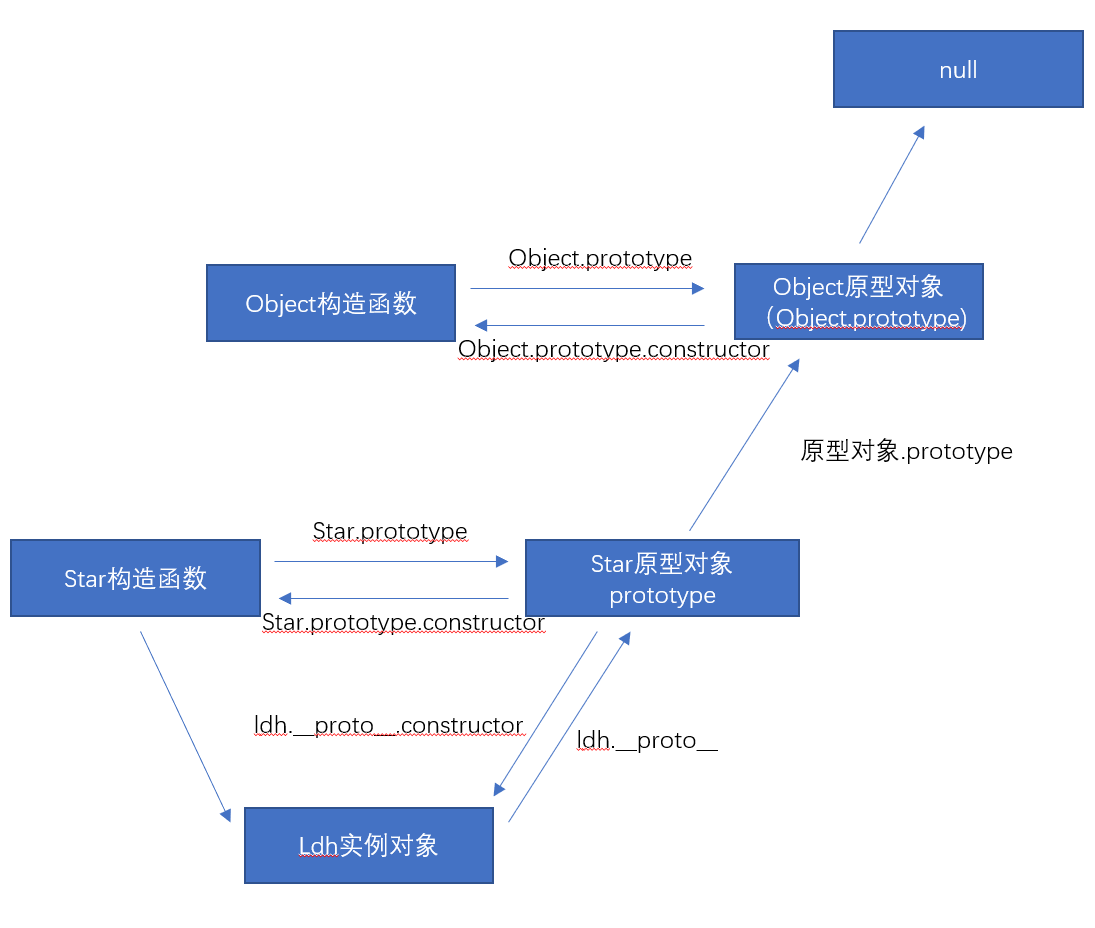 null
Object.prototype
Object构造函数
Object原型对象
（Object.prototype)
Object.prototype.constructor
原型对象.prototype
Star.prototype
Star构造函数
Star原型对象
prototype
Star.prototype.constructor
ldh.__proto__.constructor
ldh.__proto__
Ldh实例对象